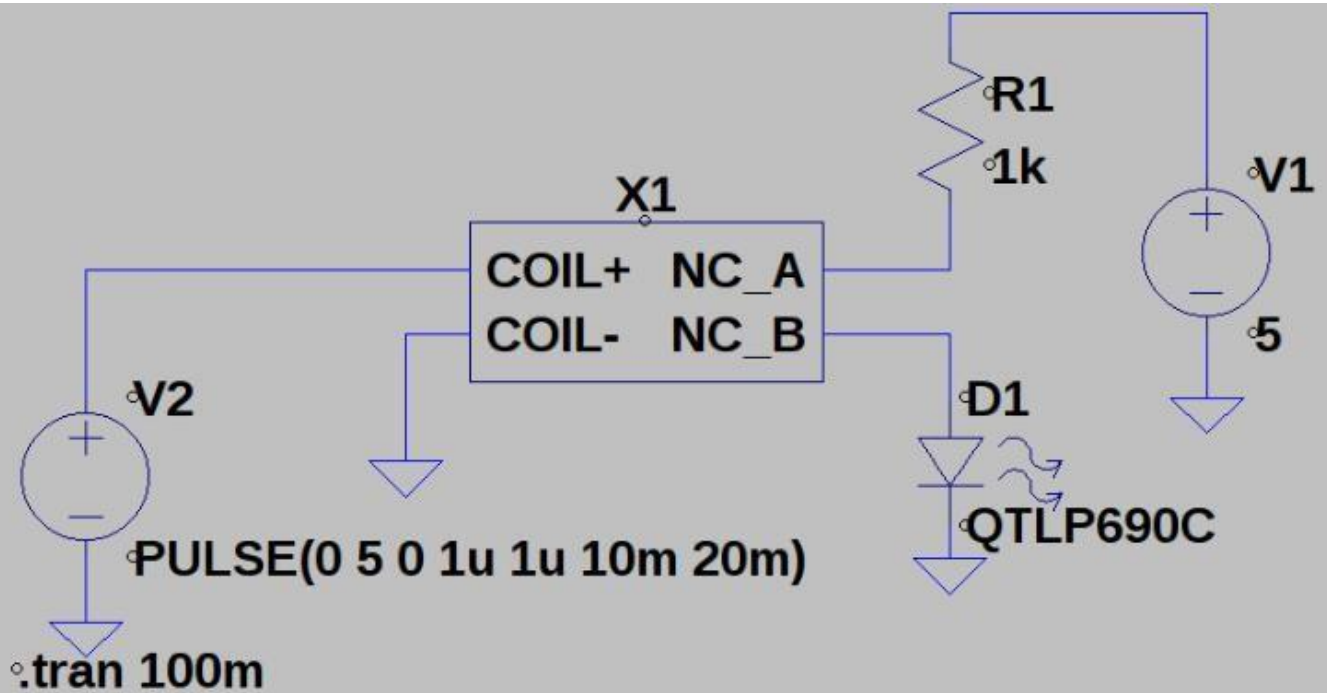 R1
1k
V1
5
X1
COIL+ NC_A
COIL- NC_B
V2
PULSE(0 5 0 1u 1u 10m 20m)
D1
QTLP690C
.tran 100m